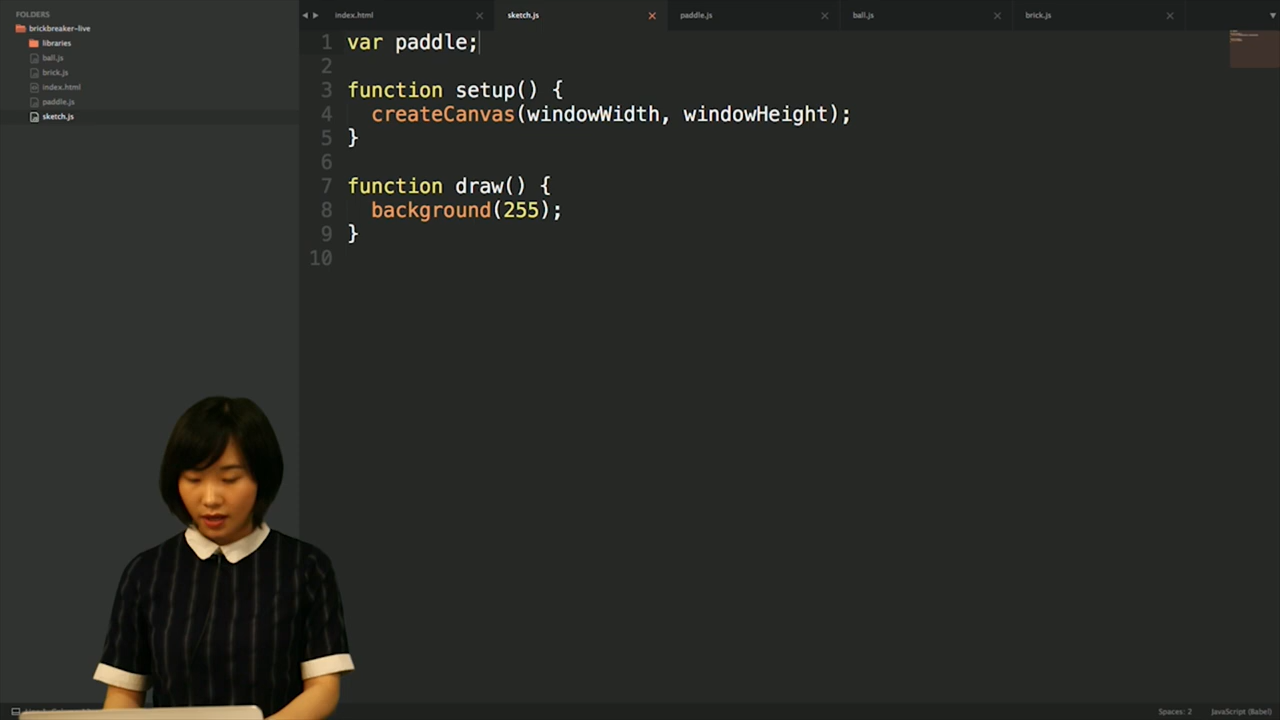 FOLDERS
brickbreaker-live
libraries
ball.js
brick.js
index.html
paddle.js
sketch.js
index.html
sketch.js
paddle.js
ball.js
brick.js
1 var paddle;
2
3 function setup() {
4 createCanvas(windowWidth, windowHeight);
5 }
6
7 function draw() {
8 background(255);
9 }
10
Spaces: 2
JavaScript (Babel)